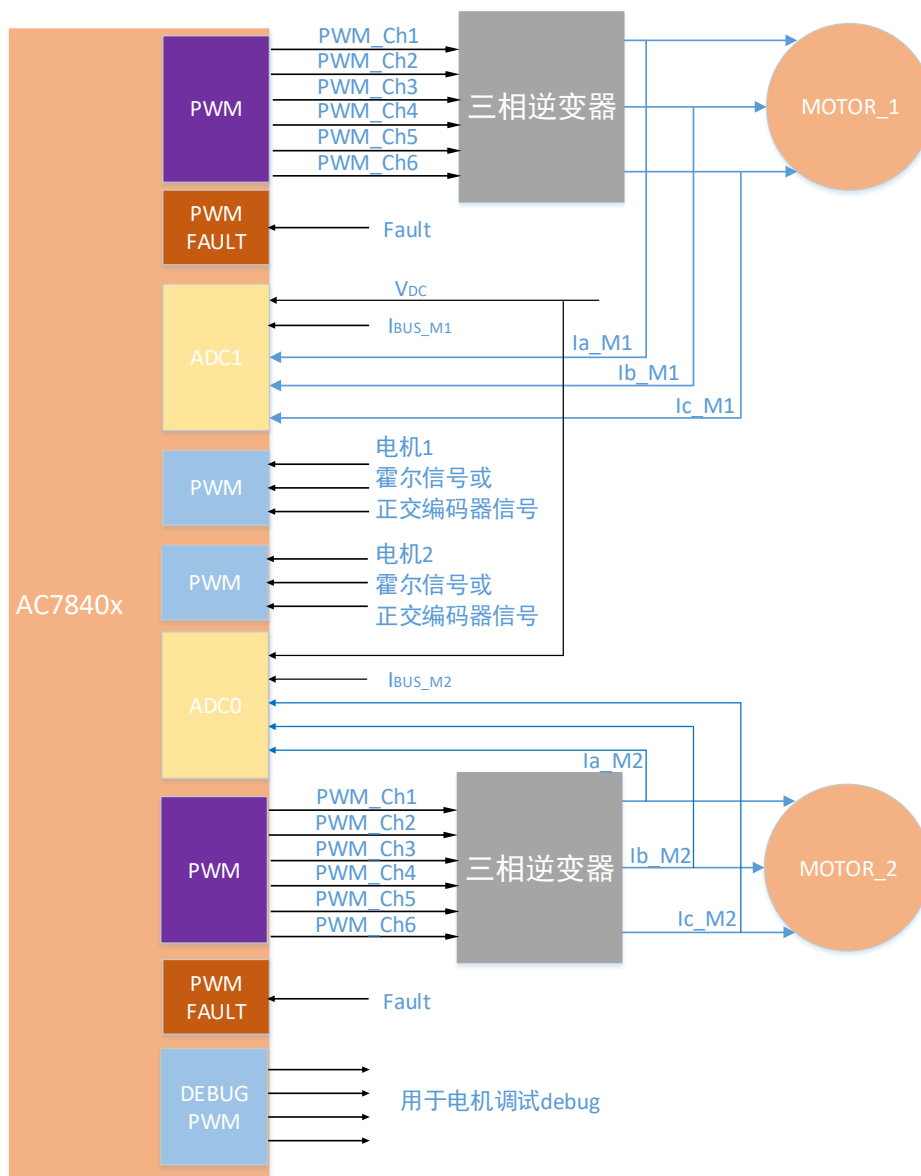 PWM_Ch1
PWM_Ch2
PWM_Ch3
PWM_Ch4
PWM_Ch5
PWM_Ch6
PWM
三相逆变器
MOTOR_1
PWM
FAULT
Fault
VDC
IBUS_M1
ADC1
Ia_M1
Ib_M1
Ic_M1
PWM
电机1
霍尔信号或
正交编码器信号
PWM
电机2
霍尔信号或
正交编码器信号
AC7840x
ADC0
IBUS_M2
Ia_M2
Ib_M2
Ic_M2
PWM_Ch1
PWM_Ch2
PWM_Ch3
PWM_Ch4
PWM_Ch5
PWM_Ch6
PWM
三相逆变器
MOTOR_2
PWM
FAULT
Fault
DEBUG
PWM
用于电机调试debug